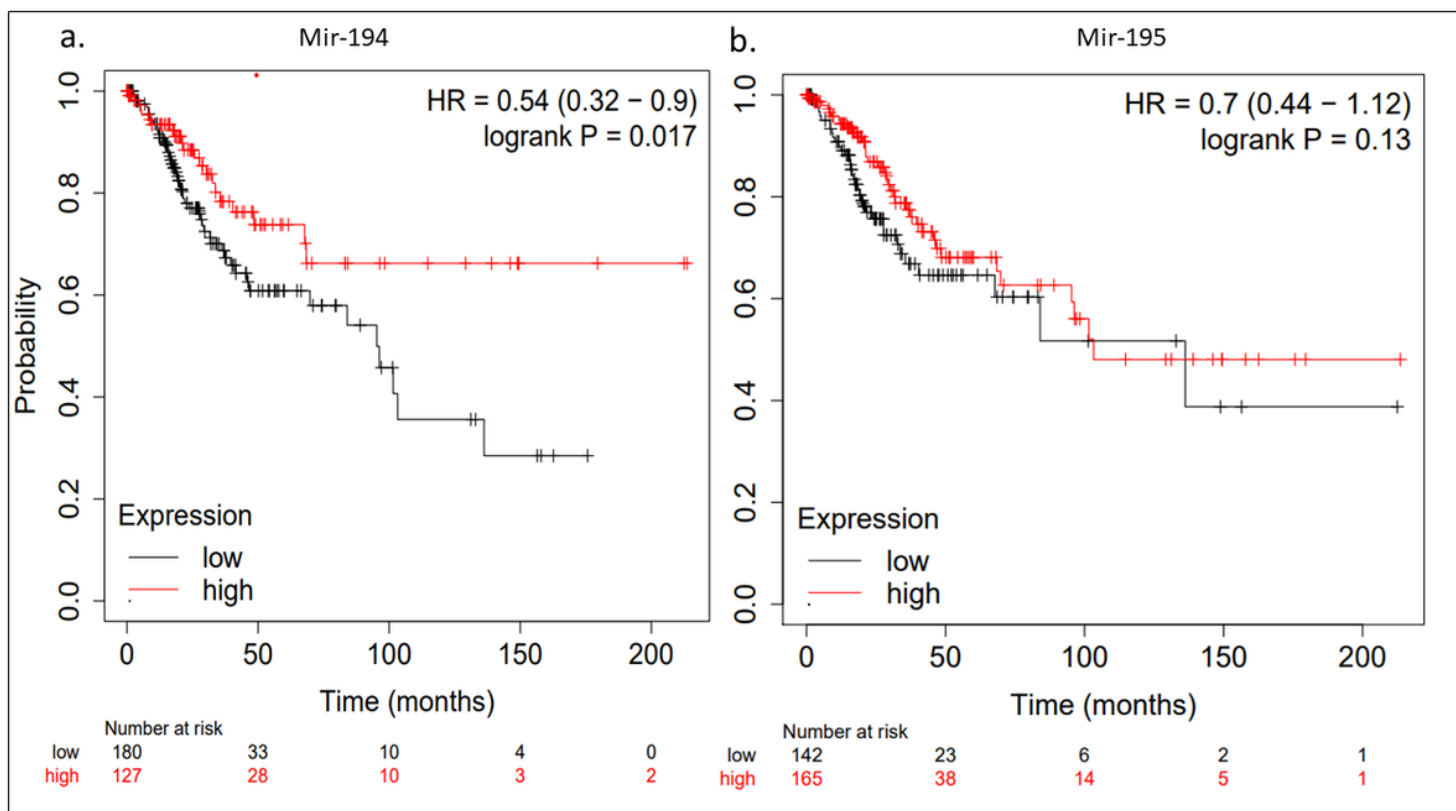 a.
Mir-194
HR = 0.54 (0.32 − 0.9)
logrank P = 0.017
Probability
1.0
0.8
0.6
0.4
0.2
0.0
Expression
low
high
0 50 100 150 200
Time (months)
Number at risk
low 180 33 10 4 0
high 127 28 10 3 2
b.
Mir-195
HR = 0.7 (0.44 − 1.12)
logrank P = 0.13
1.0
0.8
0.6
0.4
0.2
0.0
Expression
low
high
0 50 100 150 200
Time (months)
Number at risk
low 142 23 6 2 1
high 165 38 14 5 1